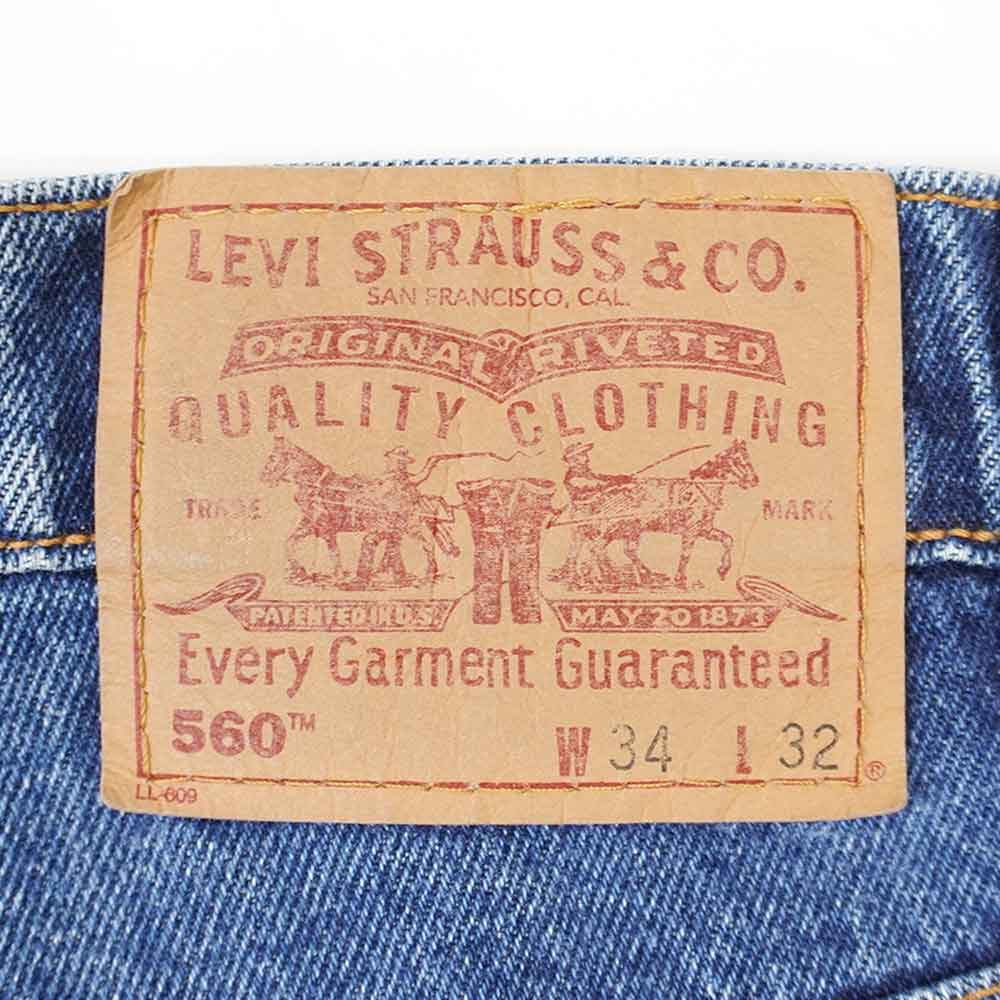 LEVI STRAUSS & CO.
SAN FRANCISCO, CAL.
ORIGINAL RIVETED
QUALITY CLOTHING
TRADE MARK
PATENTED IN U.S. MAY 20 1873
Every Garment Guaranteed
560™
W 34 L 32
LL-609 ®